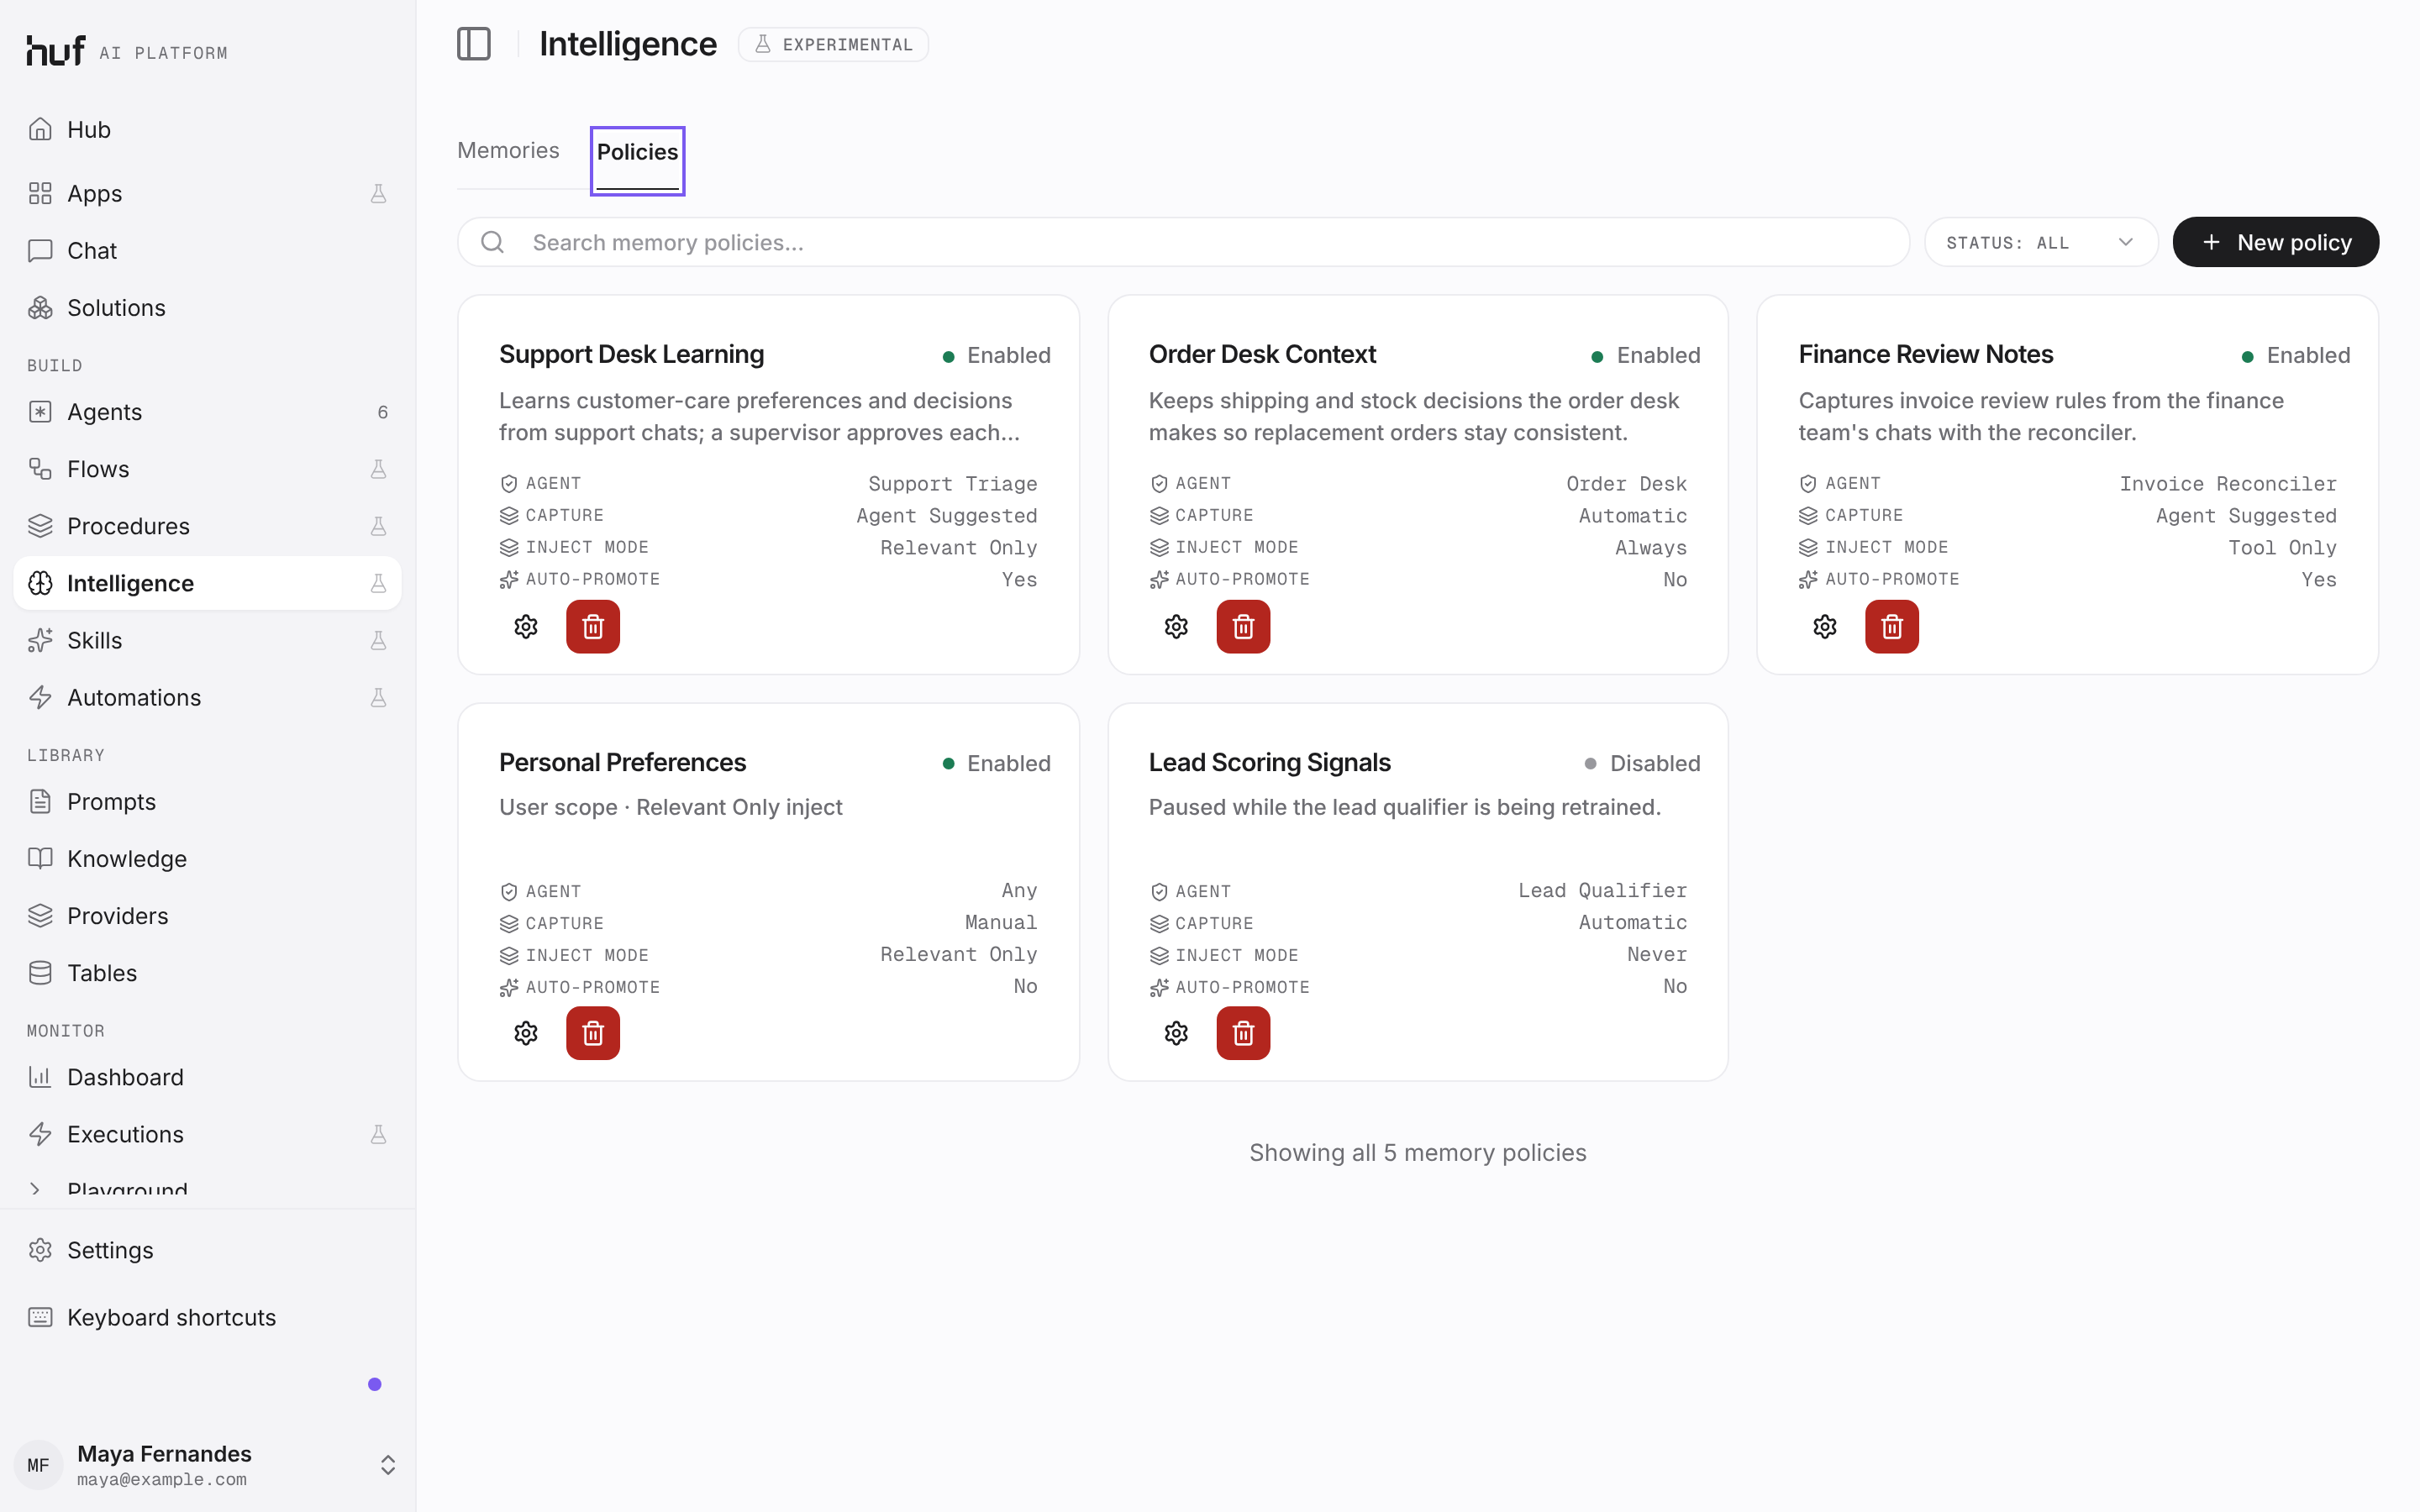 huf AI PLATFORM
Hub
Apps
Chat
Solutions
BUILD
Agents 6
Flows
Procedures
Intelligence
Skills
Automations
LIBRARY
Prompts
Knowledge
Providers
Tables
MONITOR
Dashboard
Executions
Playground
Settings
Keyboard shortcuts
MF
Maya Fernandes
maya@example.com
Intelligence EXPERIMENTAL
Memories Policies
Search memory policies...
STATUS: ALL
New policy
Support Desk Learning Enabled
Learns customer-care preferences and decisions
from support chats; a supervisor approves each...
AGENT Support Triage
CAPTURE Agent Suggested
INJECT MODE Relevant Only
AUTO-PROMOTE Yes
Order Desk Context Enabled
Keeps shipping and stock decisions the order desk
makes so replacement orders stay consistent.
AGENT Order Desk
CAPTURE Automatic
INJECT MODE Always
AUTO-PROMOTE No
Finance Review Notes Enabled
Captures invoice review rules from the finance
team's chats with the reconciler.
AGENT Invoice Reconciler
CAPTURE Agent Suggested
INJECT MODE Tool Only
AUTO-PROMOTE Yes
Personal Preferences Enabled
User scope · Relevant Only inject
AGENT Any
CAPTURE Manual
INJECT MODE Relevant Only
AUTO-PROMOTE No
Lead Scoring Signals Disabled
Paused while the lead qualifier is being retrained.
AGENT Lead Qualifier
CAPTURE Automatic
INJECT MODE Never
AUTO-PROMOTE No
Showing all 5 memory policies